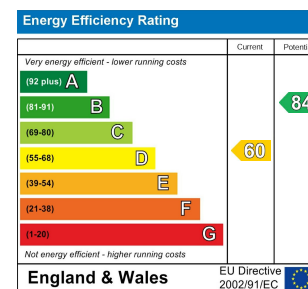 Energy Efficiency Rating
Current Potenti
Very energy efficient - lower running costs
(92 plus) A
(81-91) B
84
(69-80) C
(55-68) D
60
(39-54) E
(21-38) F
(1-20) G
Not energy efficient - higher running costs
England & Wales
EU Directive
2002/91/EC